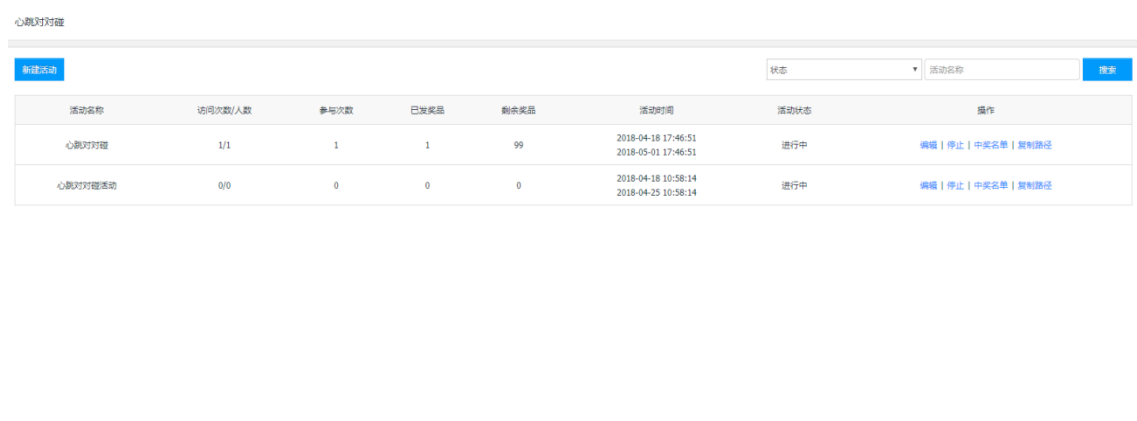 心跳对对碰
新建活动 状态 活动名称 搜索
活动名称 访问次数/人数 参与次数 已发奖品 剩余奖品 活动时间 活动状态 操作
心跳对对碰 1/1 1 1 99 2018-04-18 17:46:51 进行中 编辑 | 停止 | 中奖名单 | 复制路径
2018-05-01 17:46:51
心跳对对碰活动 0/0 0 0 0 2018-04-18 10:58:14 进行中 编辑 | 停止 | 中奖名单 | 复制路径
2018-04-25 10:58:14